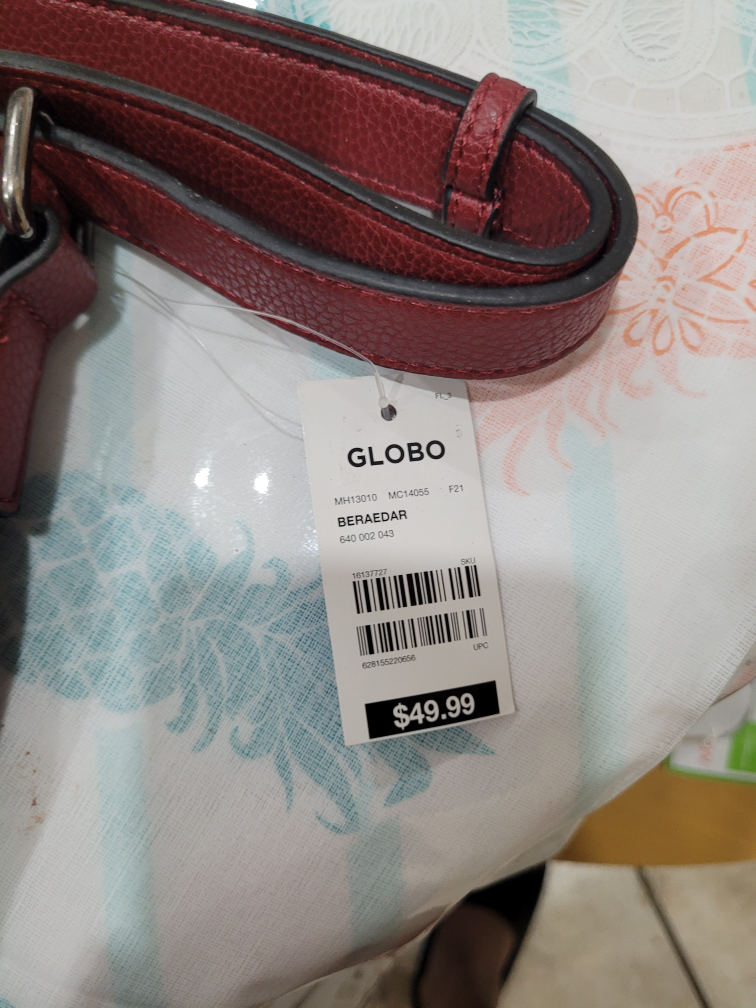 FL_3
GLOBO
MH13010 MC14055 F21
BERAEDAR
640 002 043
16137727 SKU
628155220656 UPC
$49.99